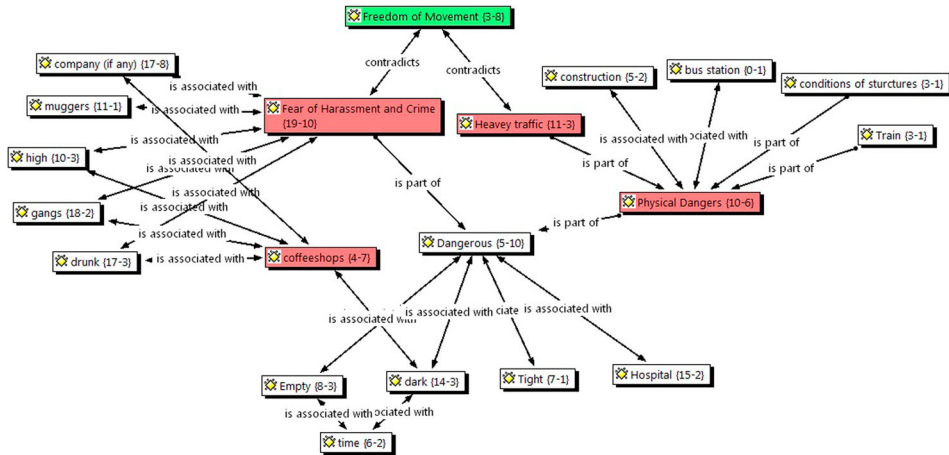 Freedom of Movement {3-8}
contradicts
contradicts
company (if any) {17-8}
is associated with
muggers {11-1}
is associated with
Fear of Harassment and Crime
{19-10}
Heavey traffic {11-3}
construction {5-2}
bus station {0-1}
conditions of sturctures {3-1}
Train {3-1}
is associated with
is associated with
is part of
is part of
is part of
high {10-3}
is associated with
is associated with
is associated with
is associated with
gangs {18-2}
is associated with
is part of
Physical Dangers {10-6}
is part of
drunk {17-3}
is associated with
coffeeshops {4-7}
Dangerous {5-10}
is associated with
is associated with
is associated with
Empty {8-3}
dark {14-3}
Tight {7-1}
Hospital {15-2}
is associated with
time {6-2}